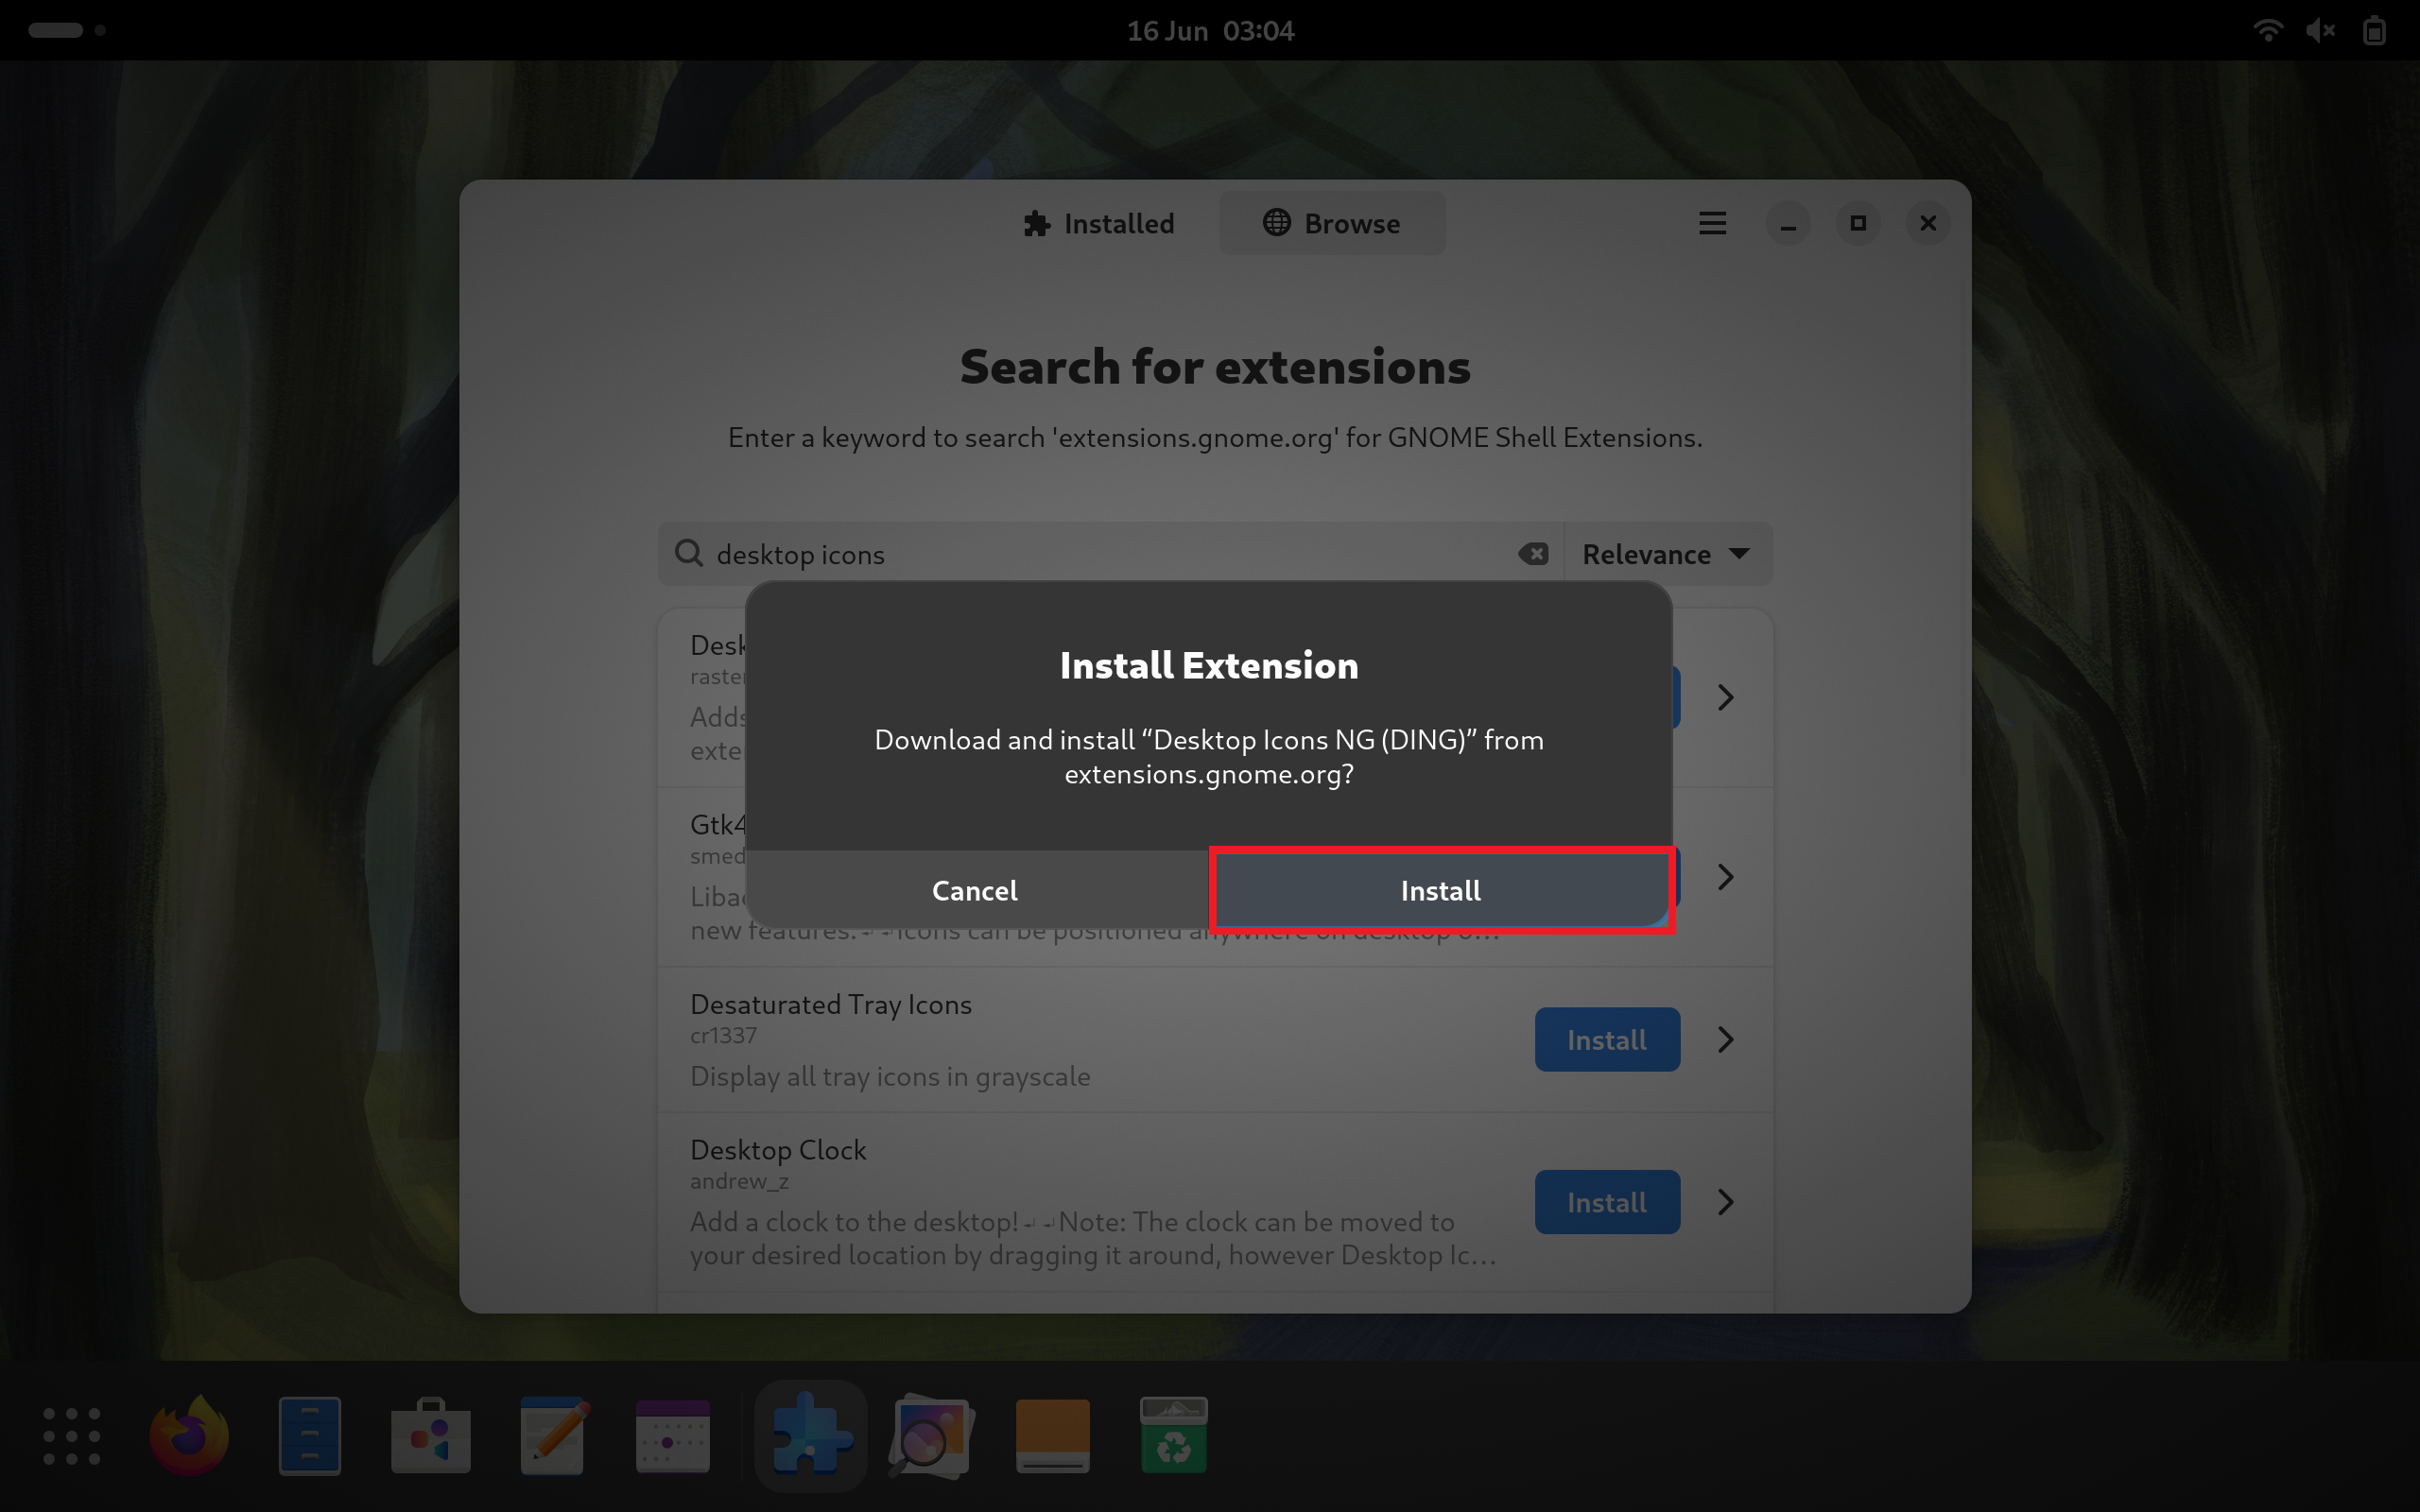 16 Jun 03:04
Installed
Browse
Search for extensions
Enter a keyword to search 'extensions.gnome.org' for GNOME Shell Extensions.
desktop icons
Relevance
Install Extension
Download and install “Desktop Icons NG (DING)” from
extensions.gnome.org?
Cancel
Install
Desk
raster
Adds
exter
Gtk4
smed
Libad
new features. Icons can be positioned anywhere on desktop o...
Desaturated Tray Icons
cr1337
Display all tray icons in grayscale
Install
Desktop Clock
andrew_z
Add a clock to the desktop!↵ ↵Note: The clock can be moved to
your desired location by dragging it around, however Desktop Ic...
Install